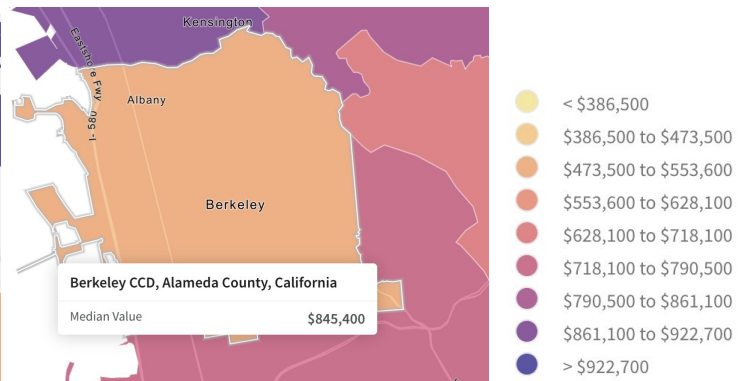 Kensington
Eastshore Fwy
Albany
I- 580
Berkeley
Berkeley CCD, Alameda County, California
Median Value $845,400
< $386,500
$386,500 to $473,500
$473,500 to $553,600
$553,600 to $628,100
$628,100 to $718,100
$718,100 to $790,500
$790,500 to $861,100
$861,100 to $922,700
> $922,700